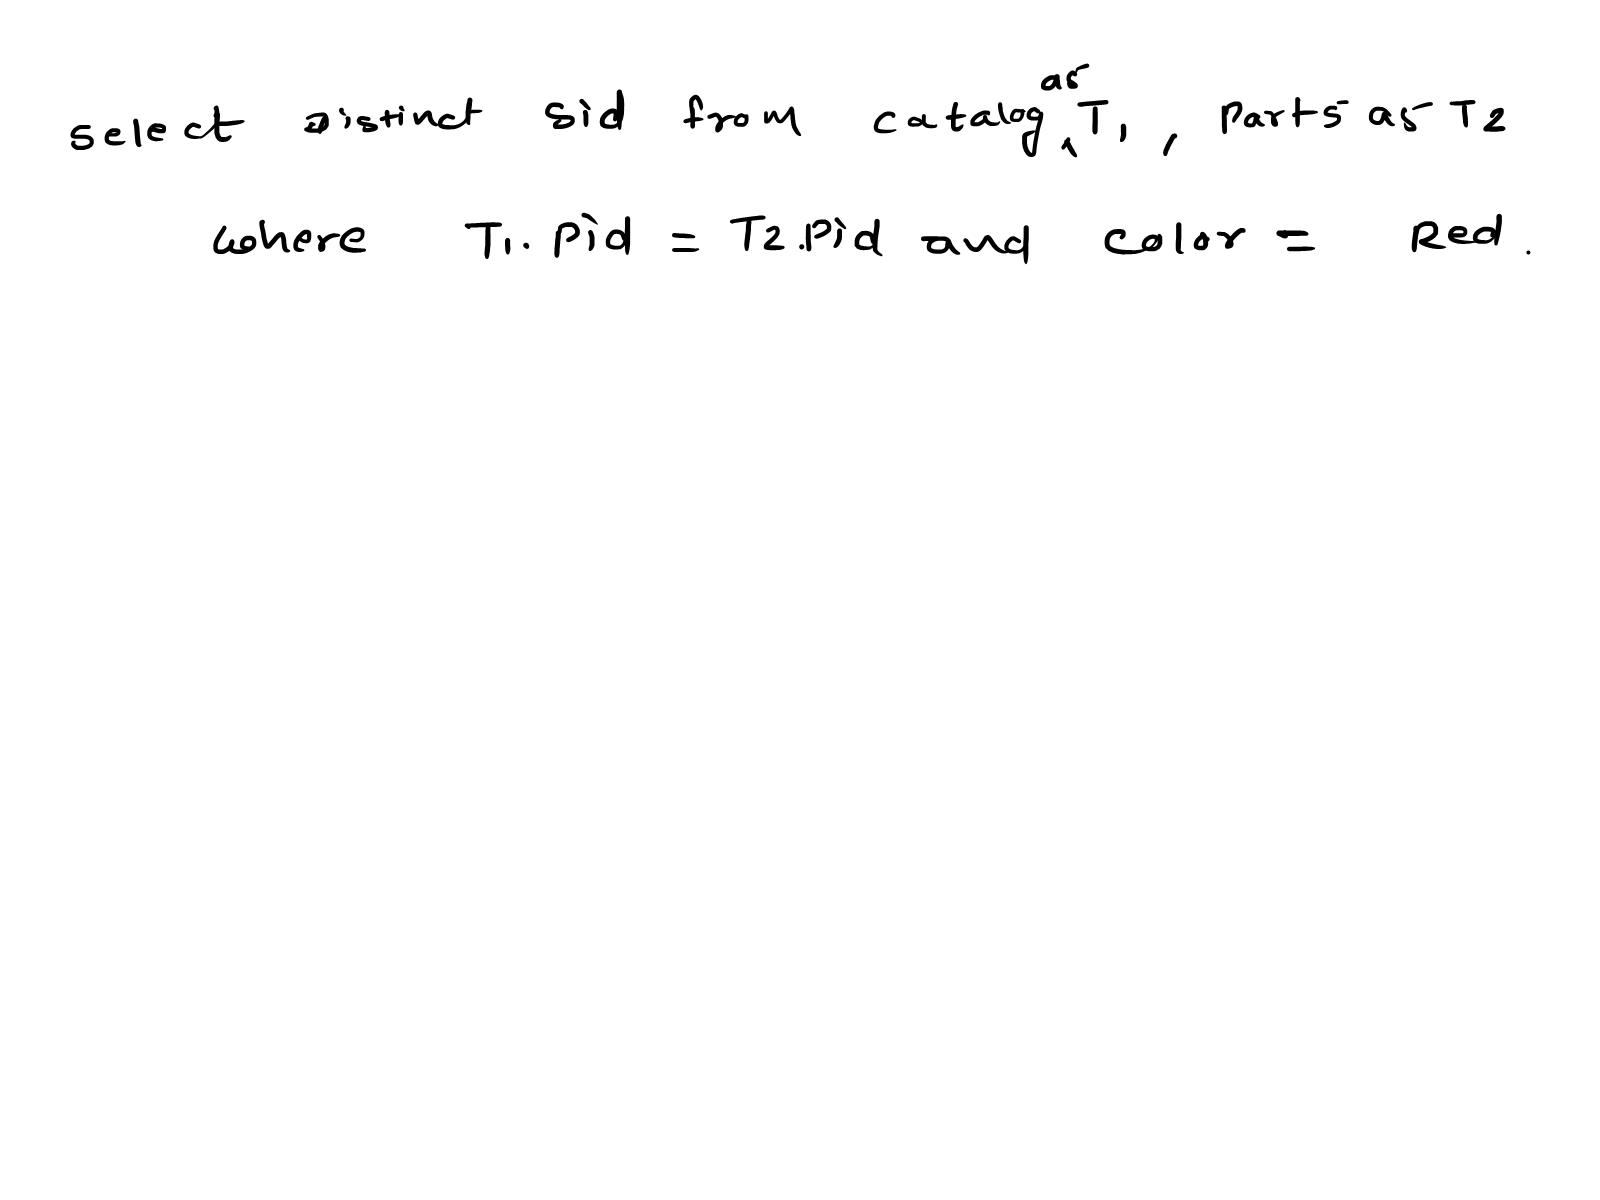 select Distinct sid from catalog as T1, Parts as T2
where T1.Pid = T2.Pid and color = Red.